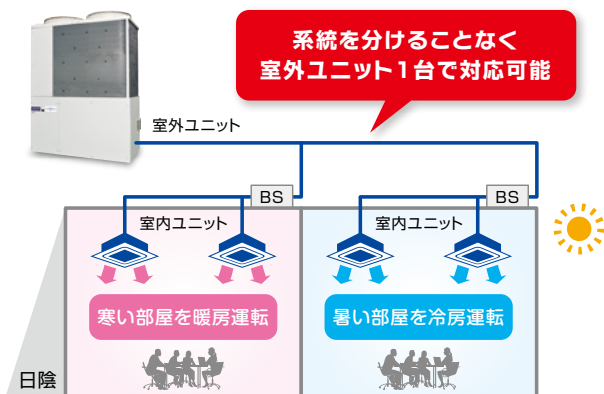 系統を分けることなく
室外ユニット1台で対応可能
室外ユニット
BS
BS
室内ユニット
室内ユニット
寒い部屋を暖房運転
暑い部屋を冷房運転
日陰